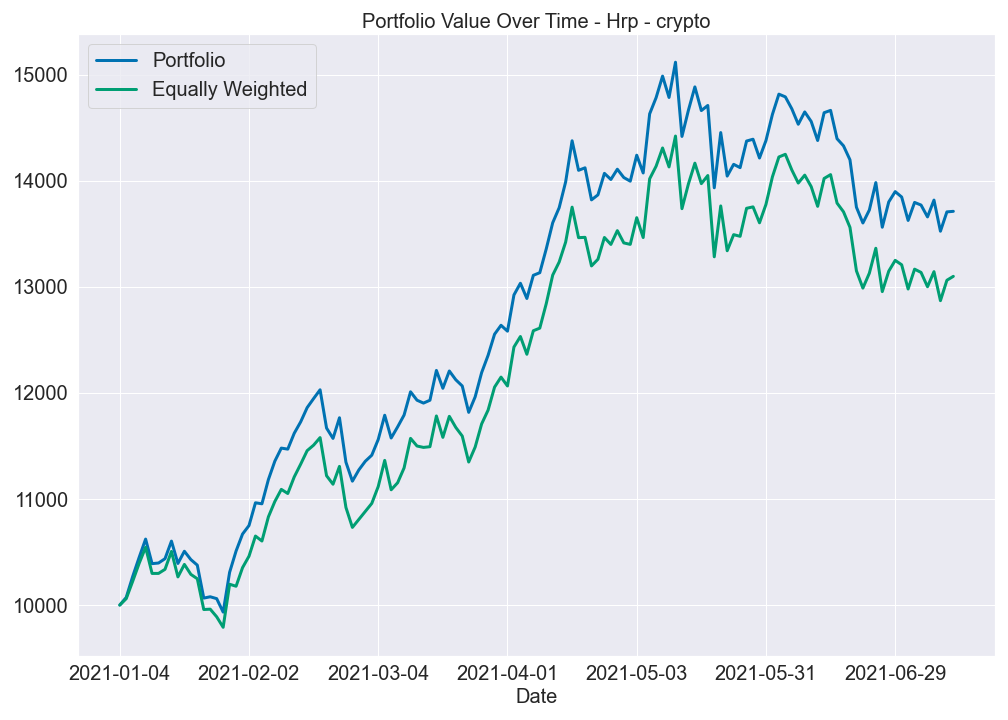 Portfolio Value Over Time - Hrp - crypto
Portfolio
Equally Weighted
15000
14000
13000
12000
11000
10000
2021-01-04 2021-02-02 2021-03-04 2021-04-01 2021-05-03 2021-05-31 2021-06-29
Date